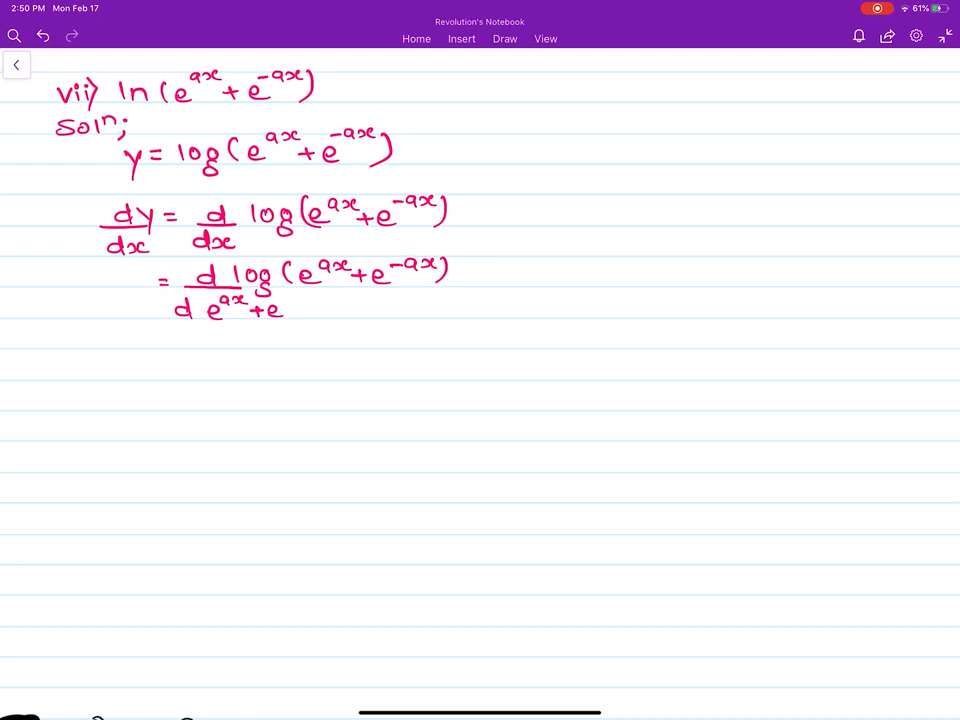 2:50 PM Mon Feb 17
61%
Revolution's Notebook
Home Insert Draw View
vii) ln (e^{ax} + e^{-ax})
Solⁿ;
y = log(e^{ax} + e^{-ax})
dy/dx = d/dx log(e^{ax} + e^{-ax})
= d log(e^{ax} + e^{-ax})
d e^{ax} + e